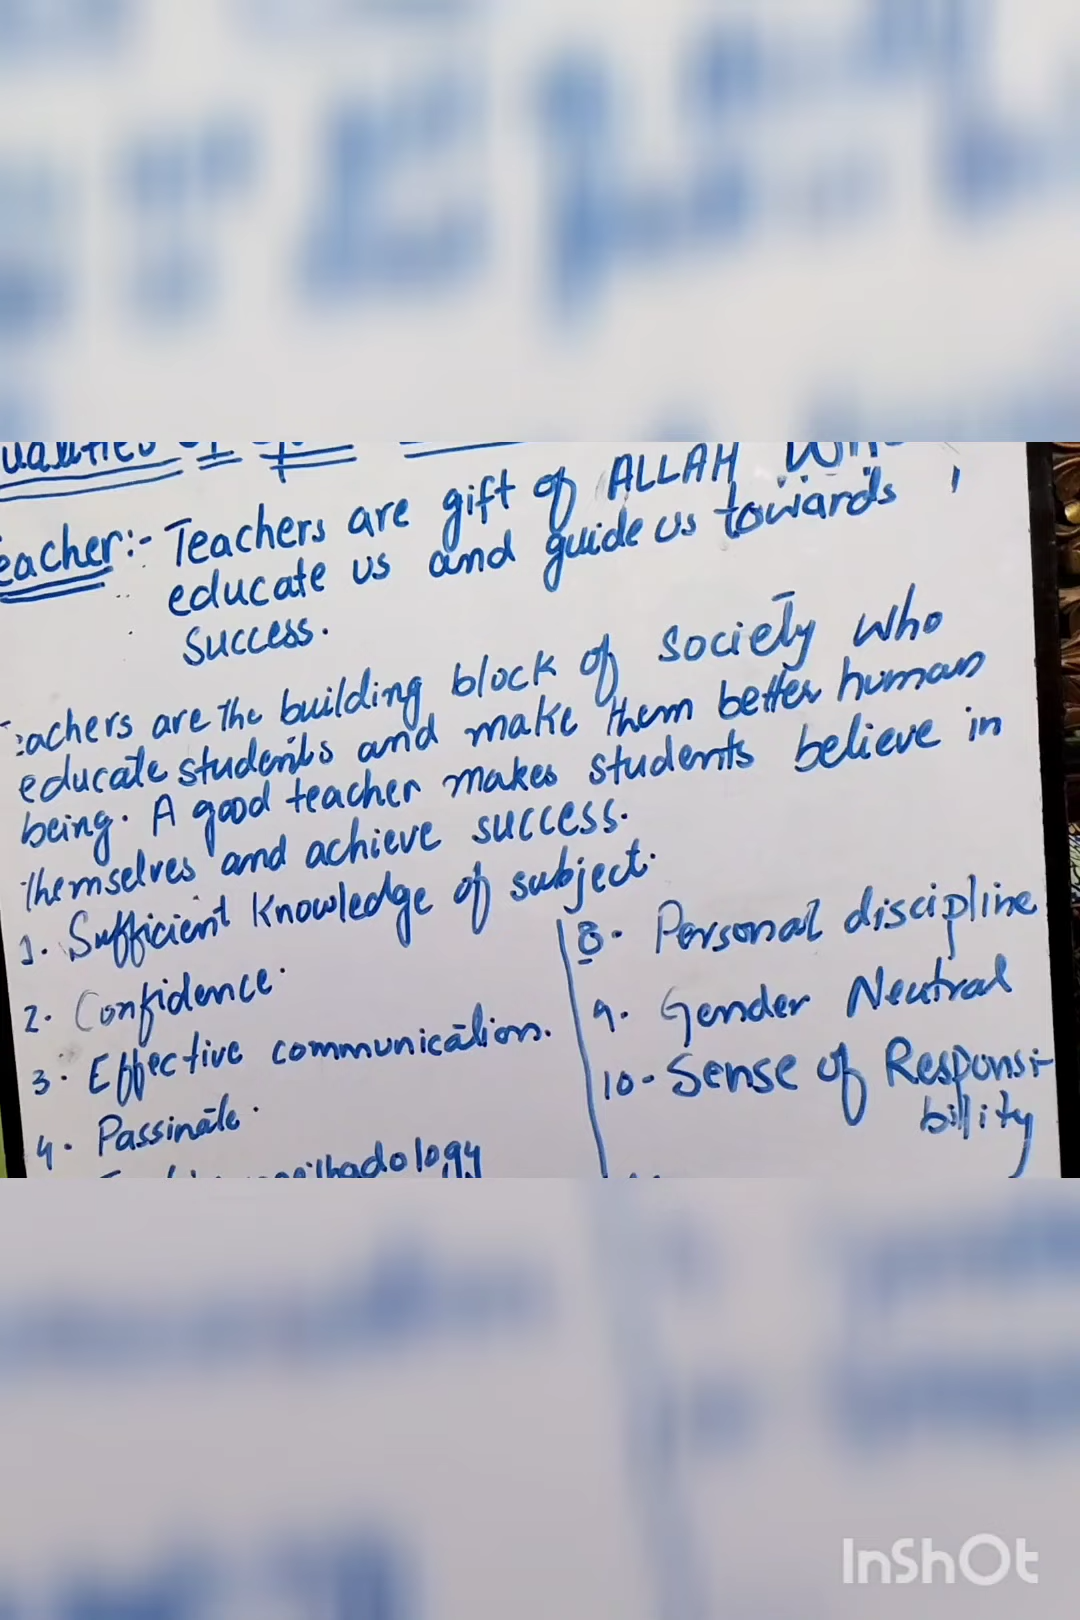 Teacher:- Teachers are gift of ALLAH who
educate us and guide us towards
success.
Teachers are the building block of society who
educate students and make them better human
being. A good teacher makes students believe in
themselves and achieve success.
1. Sufficient Knowledge of subject.
2. Confidence.
3. Effective communication.
4. Passinate.
8. Personal discipline
9. Gender Neutral
10- Sense of Responsi-
billity
InShOt